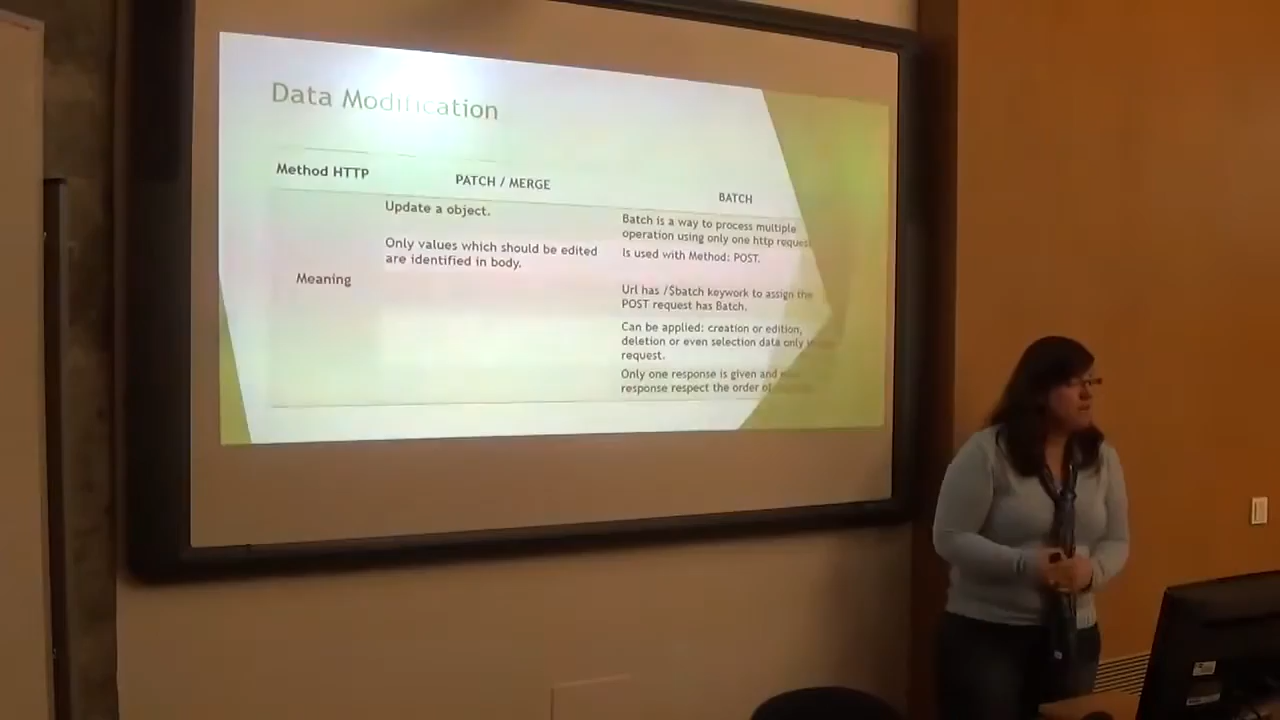 Data Modification
Method HTTP
PATCH / MERGE
BATCH
Meaning
Update a object.
Only values which should be edited
are identified in body.
Batch is a way to process multiple
operation using only one http request
Is used with Method: POST.
Url has /$batch keywork to assign the
POST request has Batch.
Can be applied: creation or edition,
deletion or even selection data only
request.
Only one response is given and
response respect the order of